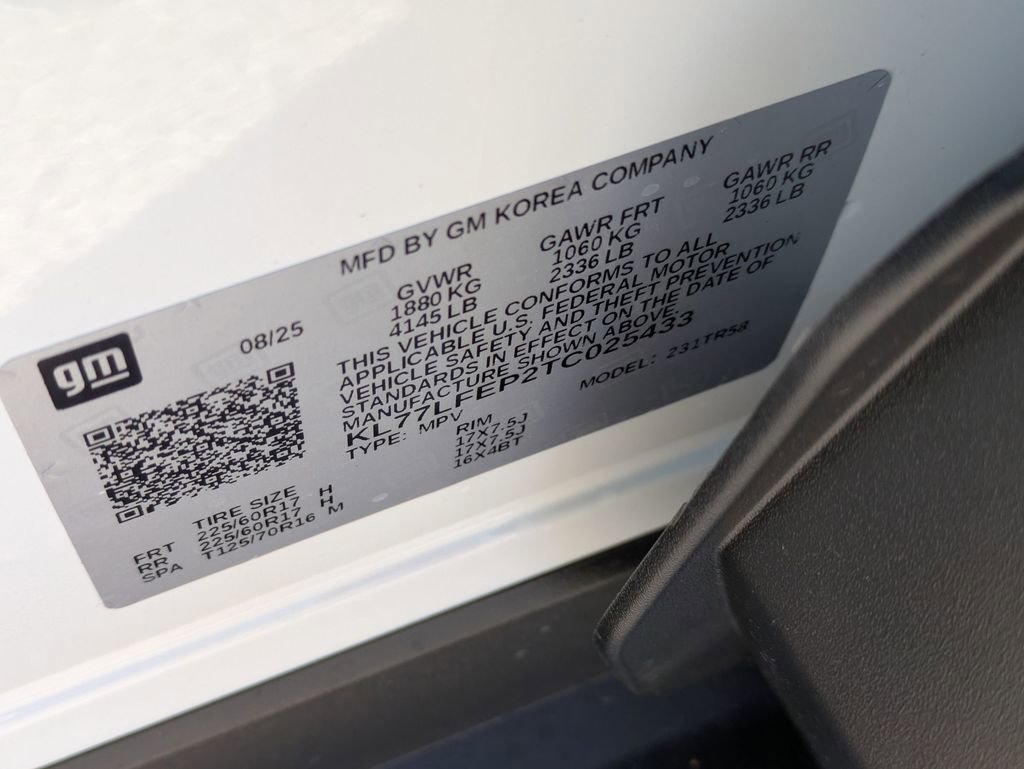 MFD BY GM KOREA COMPANY
gm
08/25
GVWR
1880 KG
4145 LB
GAWR FRT
1060 KG
2336 LB
GAWR RR
1060 KG
2336 LB
THIS VEHICLE CONFORMS TO ALL
APPLICABLE U.S. FEDERAL MOTOR
VEHICLE SAFETY, AND THEFT PREVENTION
STANDARDS IN EFFECT ON THE DATE OF
MANUFACTURE SHOWN ABOVE.
KL77LFEP2TC025433
TYPE: MPV
MODEL: 231TR58
TIRE SIZE RIM
FRT 225/60R17 H 17X7.5J
RR 225/60R17 H 17X7.5J
SPA T125/70R16 M 16X4BT